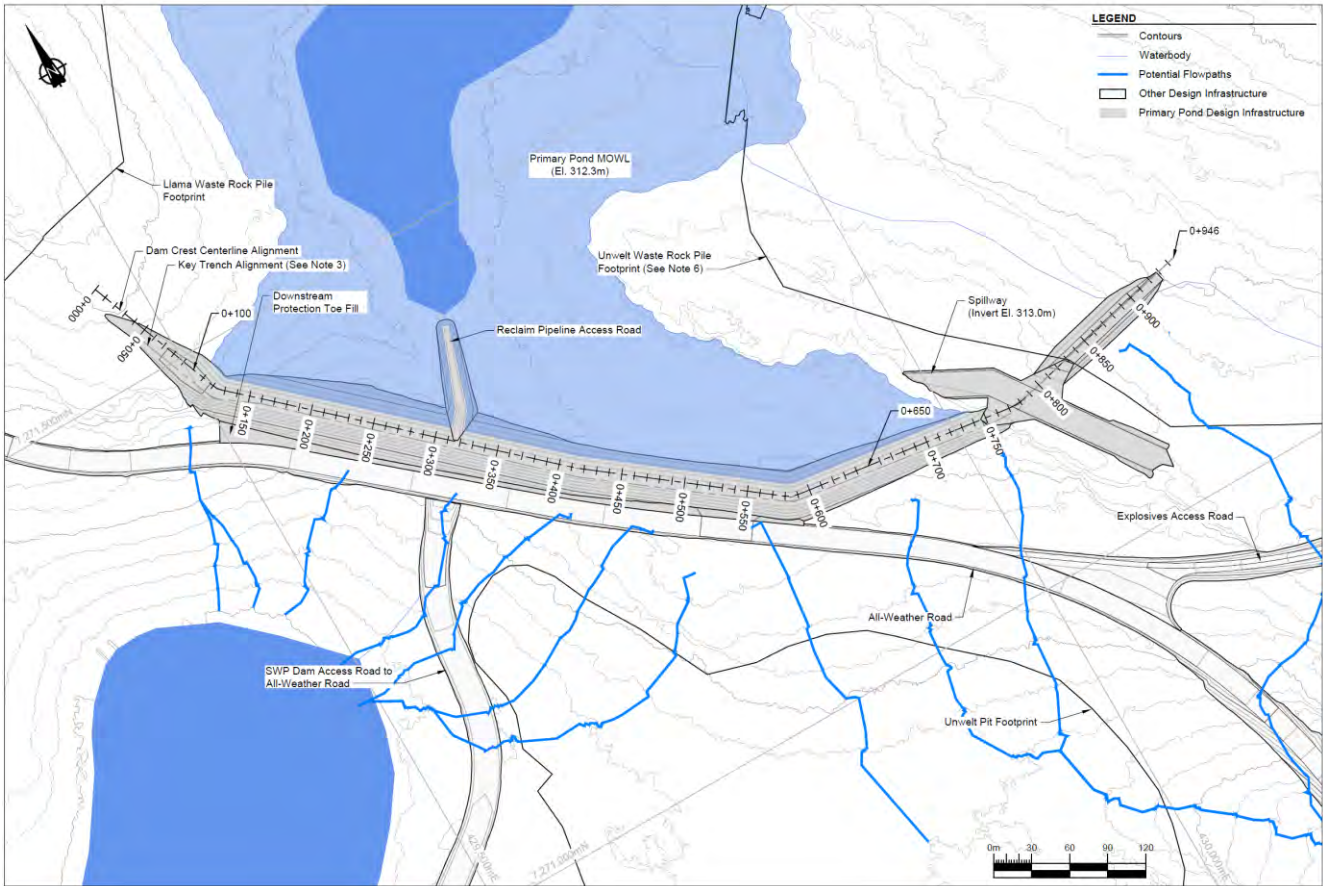 LEGEND
Contours
Waterbody
Potential Flowpaths
Other Design Infrastructure
Primary Pond Design Infrastructure
N
Primary Pond MOWL
(El. 312.3m)
Llama Waste Rock Pile
Footprint
Dam Crest Centerline Alignment
Key Trench Alignment (See Note 3)
Downstream
Protection Toe Fill
Unwelt Waste Rock Pile
Footprint (See Note 6)
0+946
Spillway
(Invert El. 313.0m)
Reclaim Pipeline Access Road
0+000
0+050
0+100
0+150
0+200
0+250
0+300
0+350
0+400
0+450
0+500
0+550
0+600
0+650
0+700
0+750
0+800
0+850
0+900
7,271,500mN
Explosives Access Road
All-Weather Road
SWP Dam Access Road to
All-Weather Road
Unwelt Pit Footprint
429,500mE
7,271,000mN
430,000mE
0m 30 60 90 120